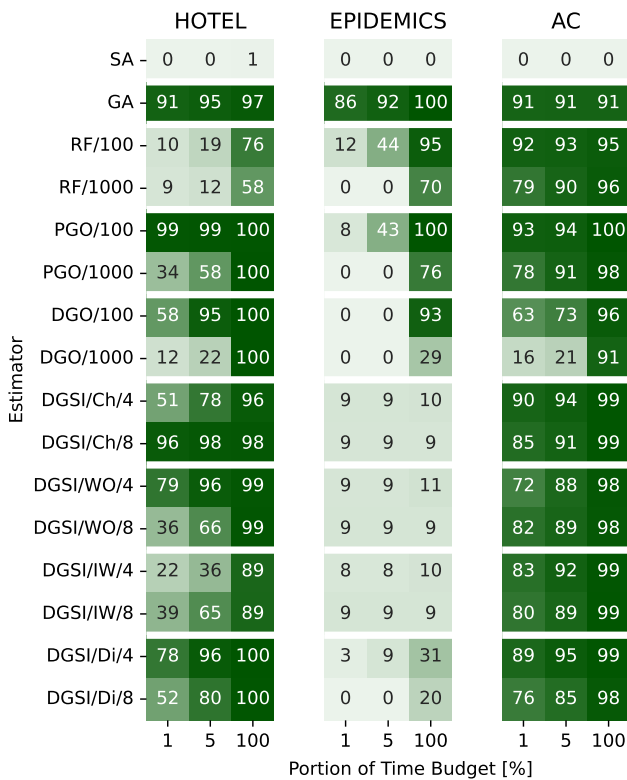 HOTEL EPIDEMICS AC
SA 0 0 1 0 0 0 0 0 0
GA 91 95 97 86 92 100 91 91 91
RF/100 10 19 76 12 44 95 92 93 95
RF/1000 9 12 58 0 0 70 79 90 96
PGO/100 99 99 100 8 43 100 93 94 100
PGO/1000 34 58 100 0 0 76 78 91 98
DGO/100 58 95 100 0 0 93 63 73 96
DGO/1000 12 22 100 0 0 29 16 21 91
DGSI/Ch/4 51 78 96 9 9 10 90 94 99
DGSI/Ch/8 96 98 98 9 9 9 85 91 99
DGSI/WO/4 79 96 99 9 9 11 72 88 98
DGSI/WO/8 36 66 99 9 9 9 82 89 98
DGSI/IW/4 22 36 89 8 8 10 83 92 99
DGSI/IW/8 39 65 89 9 9 9 80 89 99
DGSI/Di/4 78 96 100 3 9 31 89 95 99
DGSI/Di/8 52 80 100 0 0 20 76 85 98
1 5 100 1 5 100 1 5 100
Portion of Time Budget [%]
Estimator